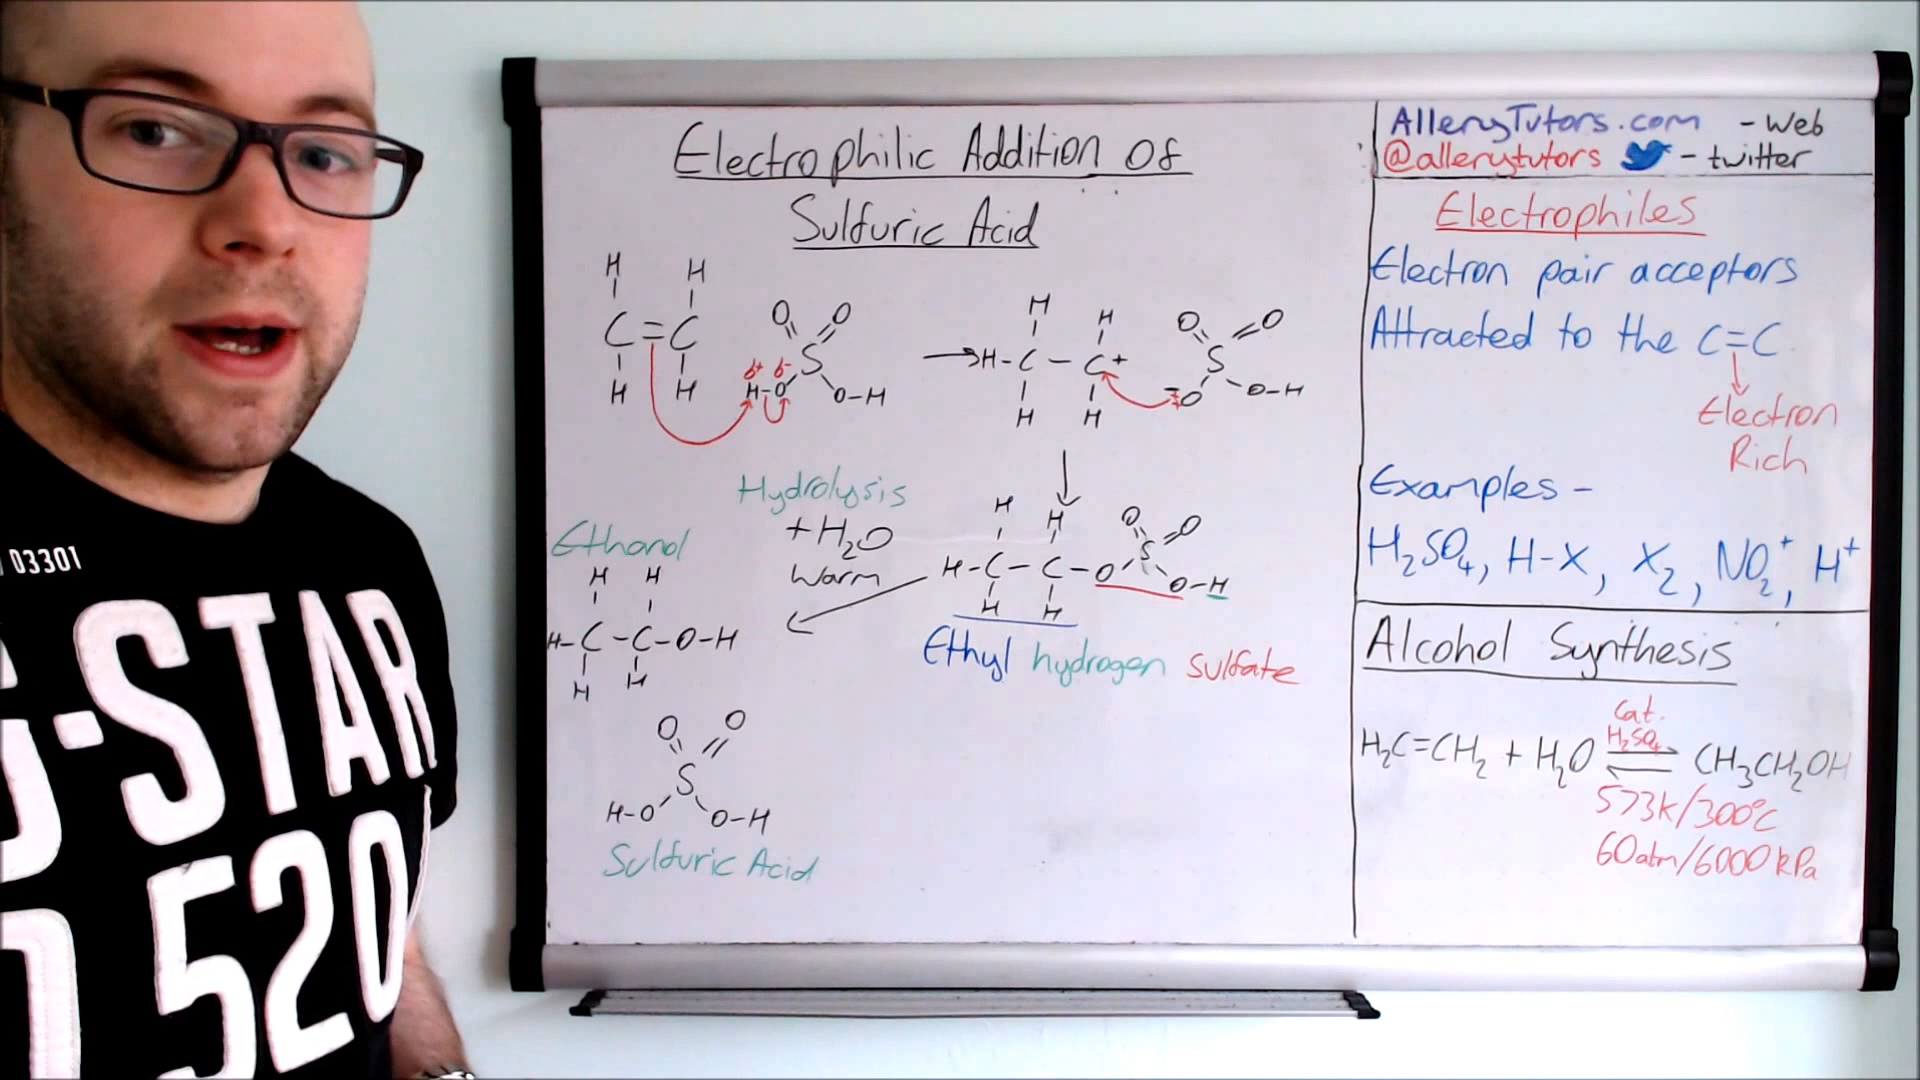 Electrophilic Addition of
Sulfuric Acid
H H
C=C
H H
O O
S
δ+ δ-
H-O
O-H
H H
H-C-C+
H H
O O
S
O O-H
Hydrolysis
+H₂O
Warm
H H O O
S
H-C-C-O O-H
H H
Ethyl hydrogen sulfate
Ethanol
H H
H-C-C-O-H
H H
O O
S
H-O O-H
Sulfuric Acid
AlleryTutors.com - Web
@allerytutors - twitter
Electrophiles
Electron pair acceptors
Attracted to the C=C
Electron
Rich
Examples -
H₂SO₄, H-X, X₂, NO₂⁺, H⁺
Alcohol Synthesis
Cat.
H₂SO₄
H₂C=CH₂ + H₂O ⇌ CH₃CH₂OH
573K/300°C
60atm/6000kPa
03301
-STAR
520